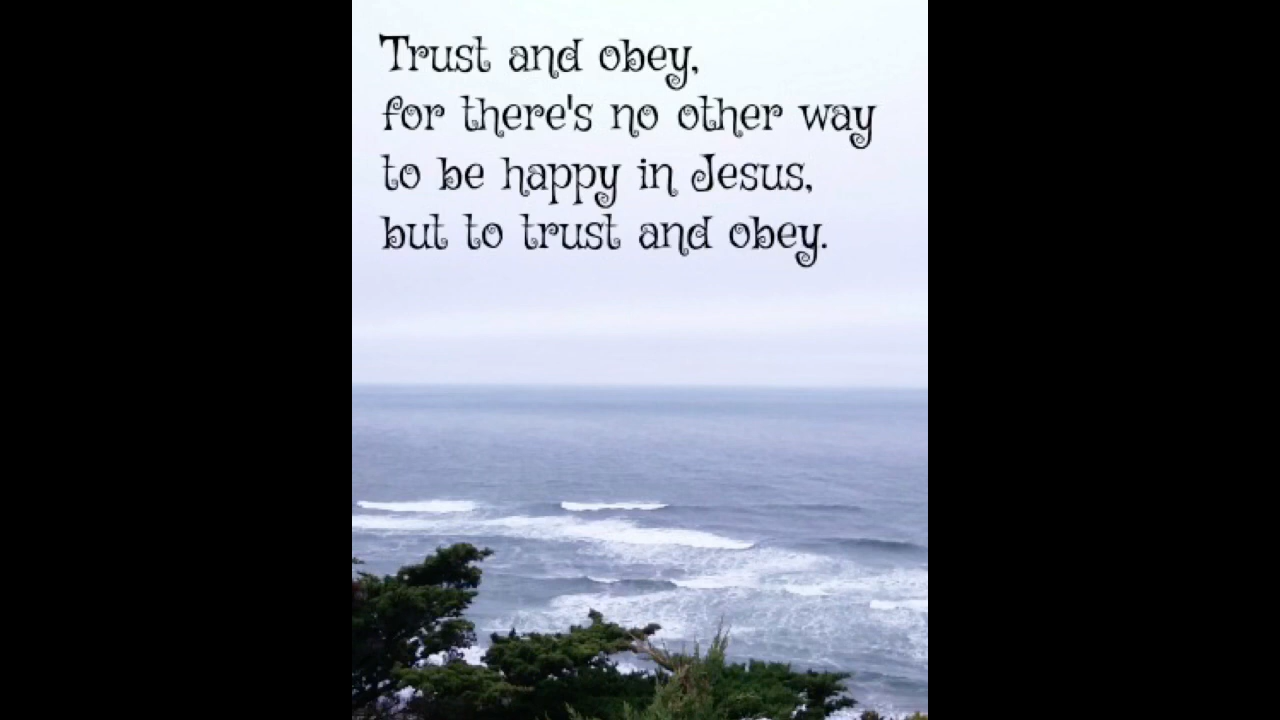 Trust and obey,
for there's no other way
to be happy in Jesus,
but to trust and obey.